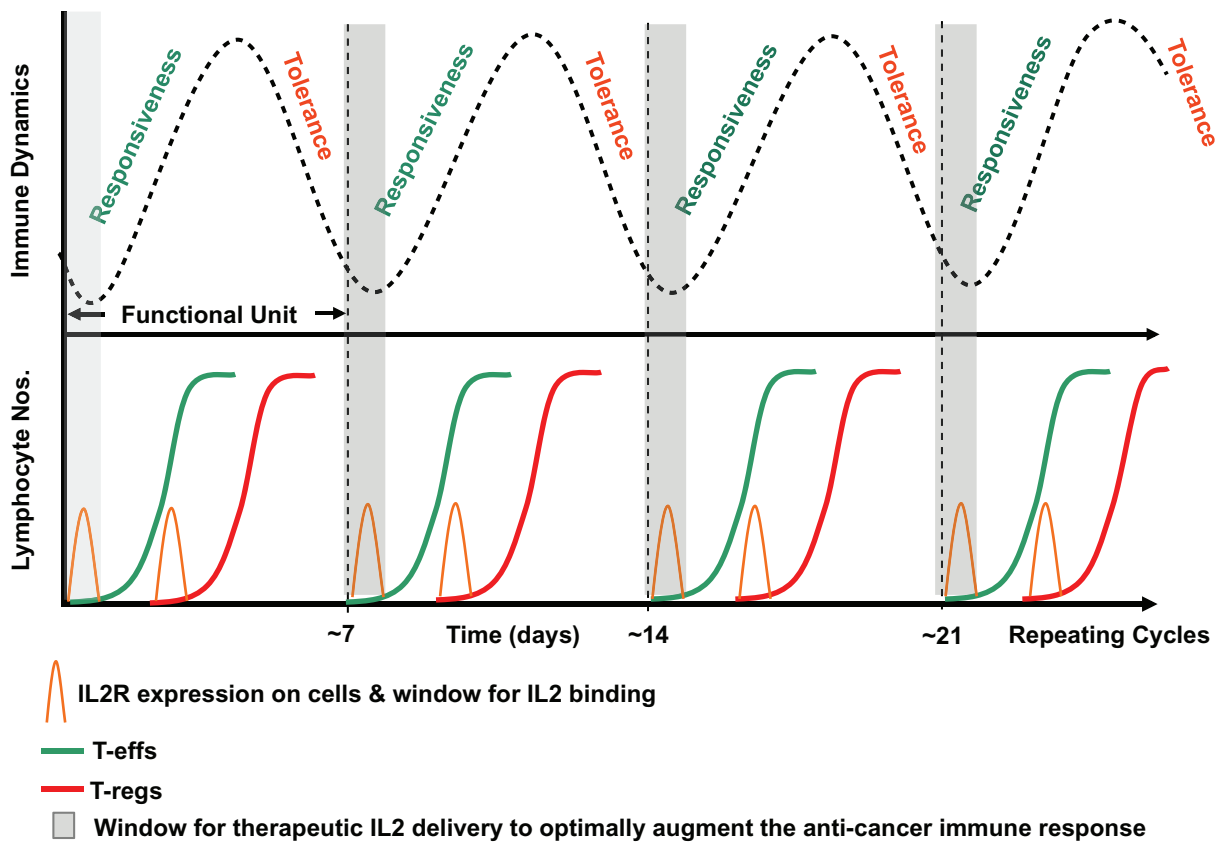 Immune Dynamics
Responsiveness
Tolerance
Responsiveness
Tolerance
Responsiveness
Tolerance
Responsiveness
Tolerance
Functional Unit
Lymphocyte Nos.
~7
Time (days)
~14
~21
Repeating Cycles
IL2R expression on cells & window for IL2 binding
T-effs
T-regs
Window for therapeutic IL2 delivery to optimally augment the anti-cancer immune response